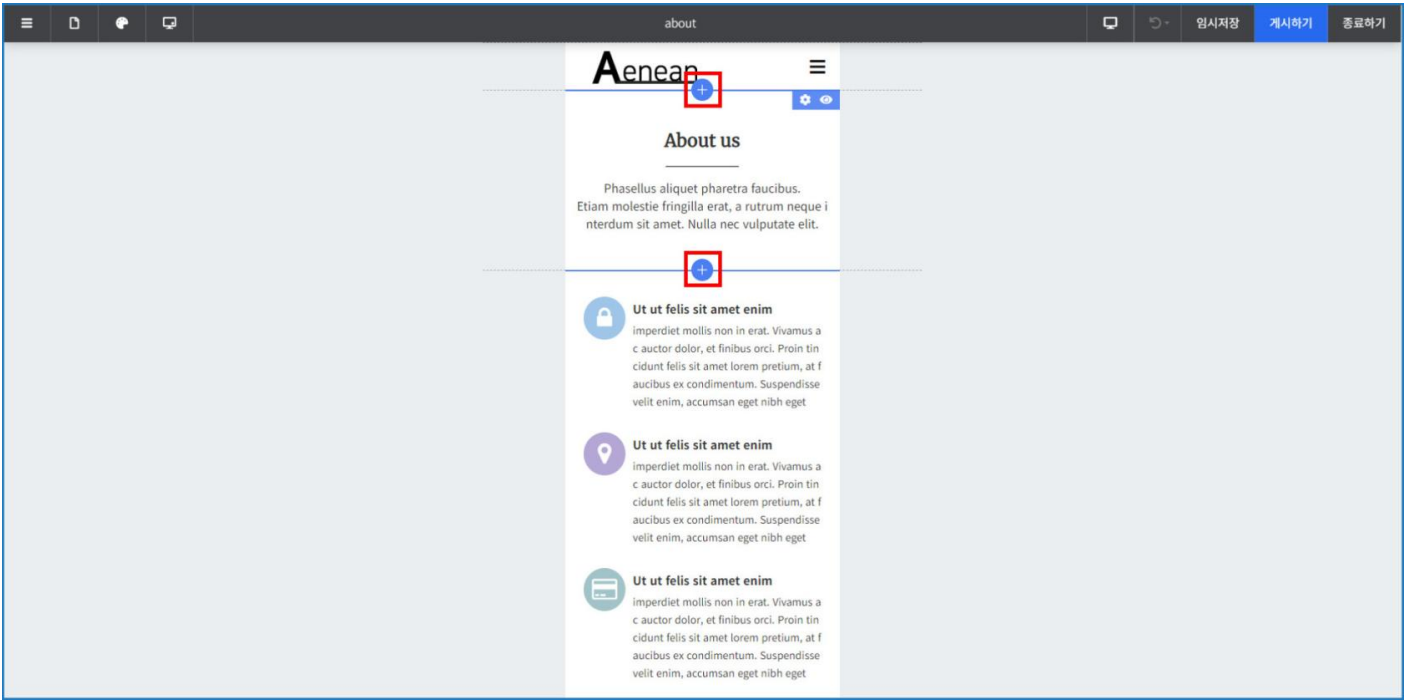 about
임시저장
게시하기
종료하기
Aenean
About us
Phasellus aliquet pharetra faucibus.
Etiam molestie fringilla erat, a rutrum neque i
nterdum sit amet. Nulla nec vulputate elit.
Ut ut felis sit amet enim
imperdiet mollis non in erat. Vivamus a
c auctor dolor, et finibus orci. Proin tin
cidunt felis sit amet lorem pretium, at f
aucibus ex condimentum. Suspendisse
velit enim, accumsan eget nibh eget
Ut ut felis sit amet enim
imperdiet mollis non in erat. Vivamus a
c auctor dolor, et finibus orci. Proin tin
cidunt felis sit amet lorem pretium, at f
aucibus ex condimentum. Suspendisse
velit enim, accumsan eget nibh eget
Ut ut felis sit amet enim
imperdiet mollis non in erat. Vivamus a
c auctor dolor, et finibus orci. Proin tin
cidunt felis sit amet lorem pretium, at f
aucibus ex condimentum. Suspendisse
velit enim, accumsan eget nibh eget